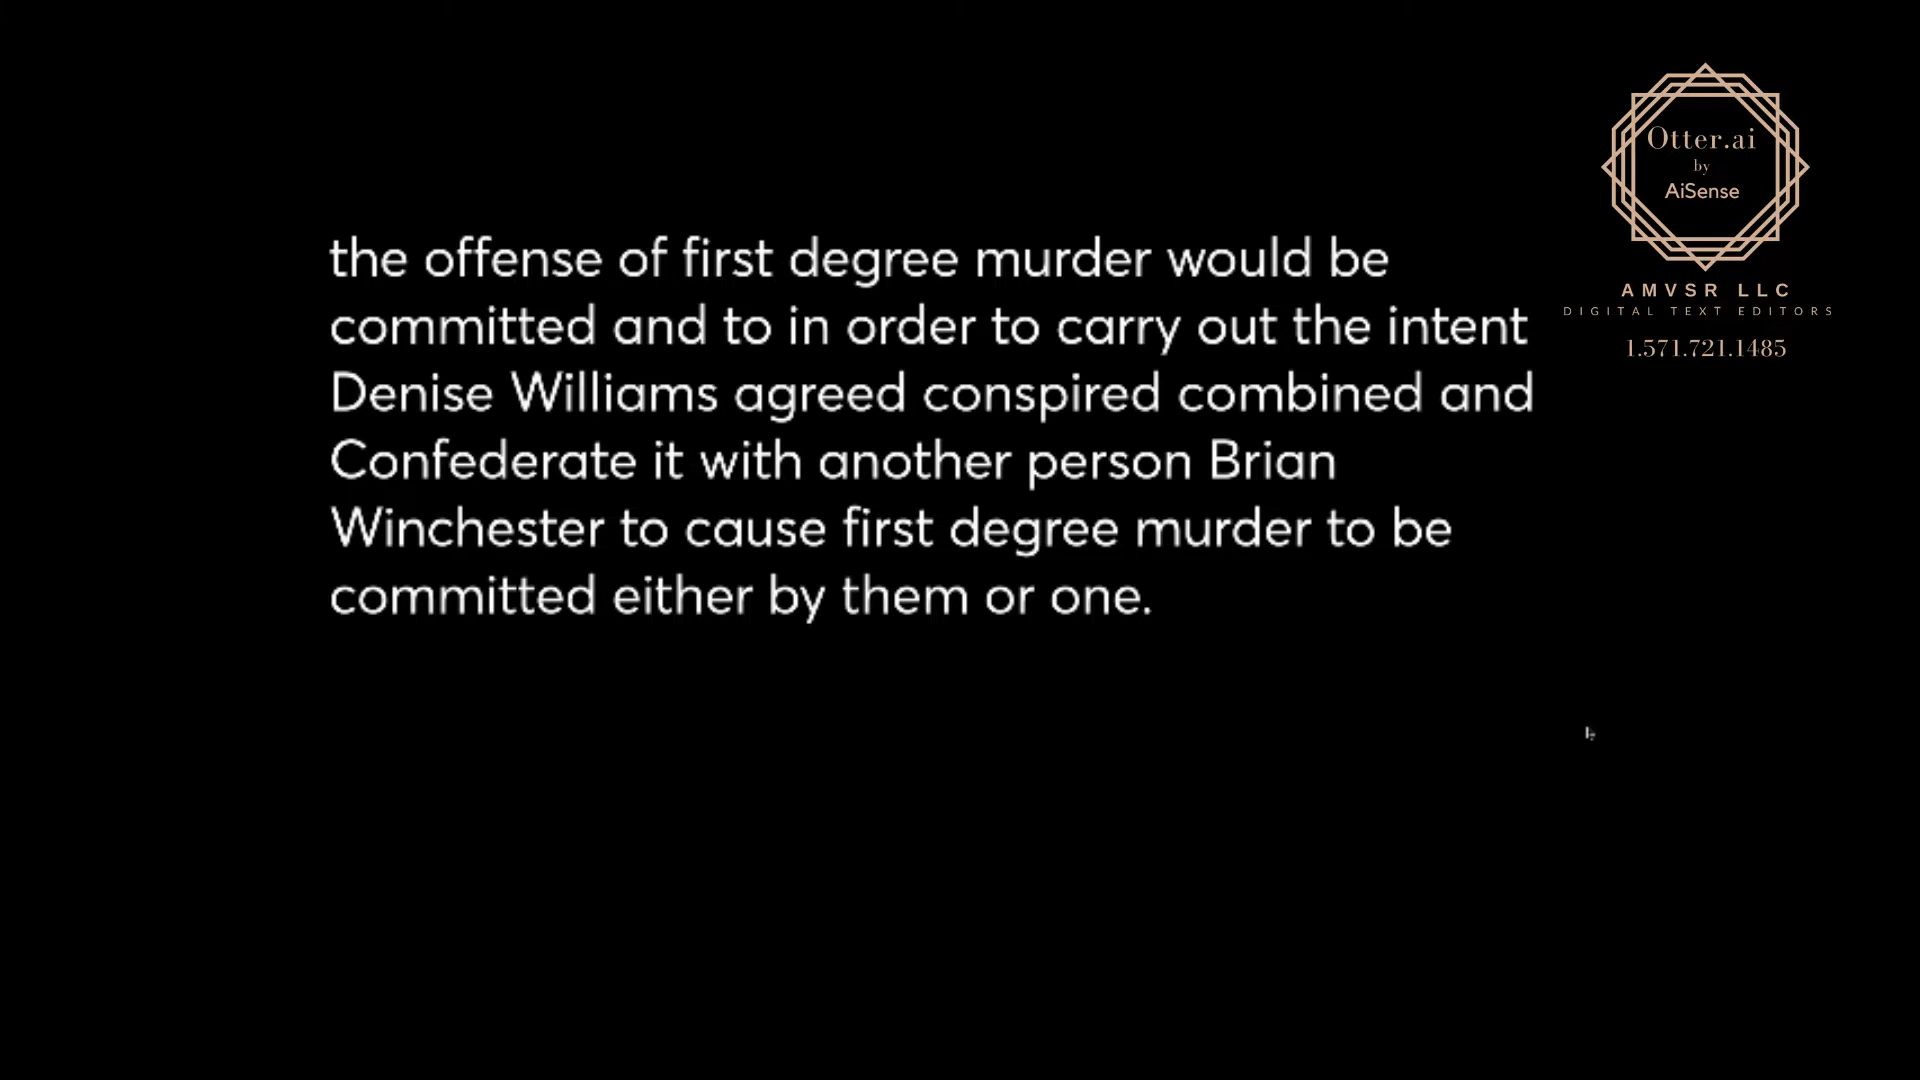 Otter.ai
by
AiSense
AMVSR LLC
DIGITAL TEXT EDITORS
1.571.721.1485
the offense of first degree murder would be
committed and to in order to carry out the intent
Denise Williams agreed conspired combined and
Confederate it with another person Brian
Winchester to cause first degree murder to be
committed either by them or one.